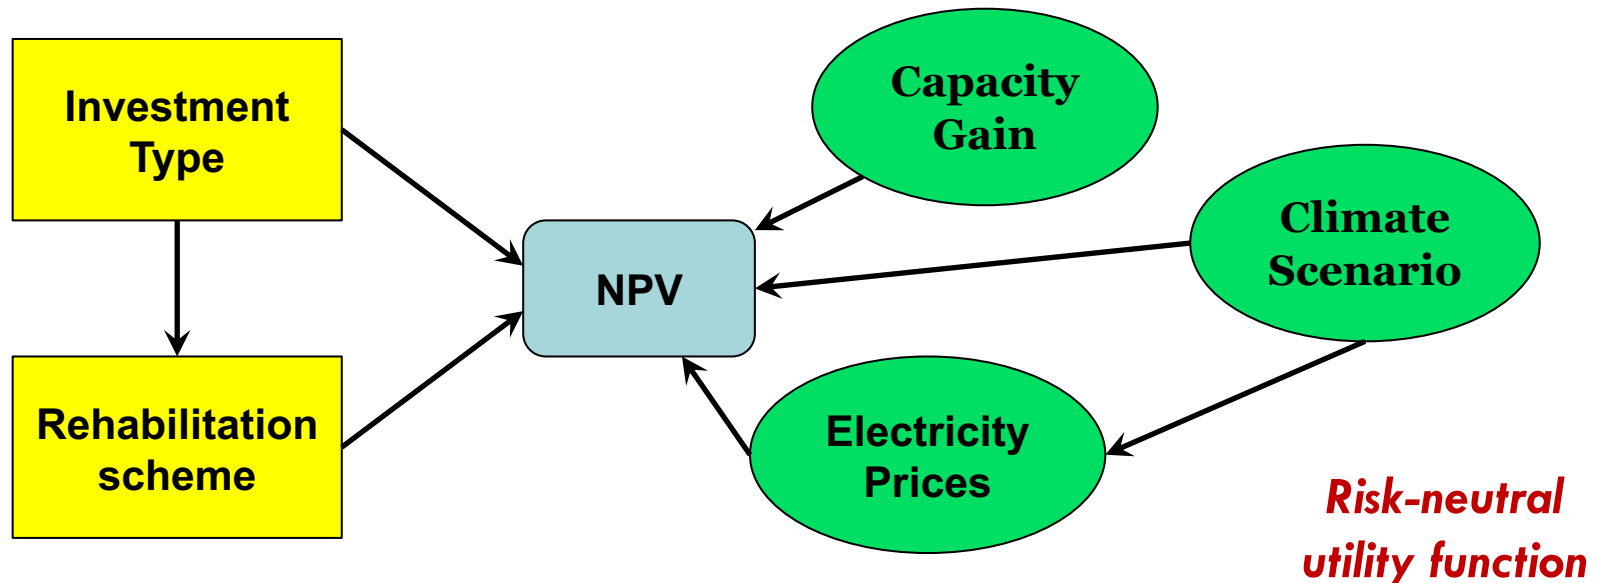 Investment
Type
Capacity
Gain
Climate
Scenario
NPV
Rehabilitation
scheme
Electricity
Prices
Risk-neutral
utility function